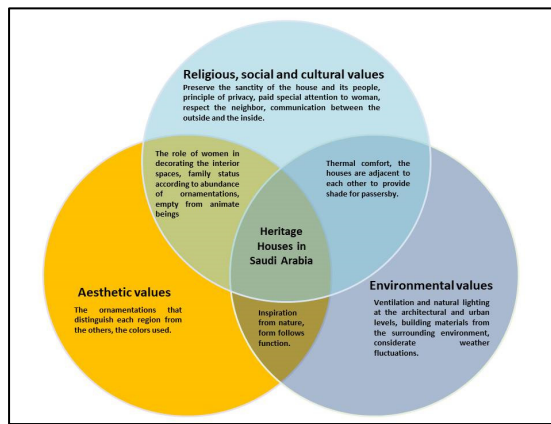 Religious, social and cultural values
Preserve the sanctity of the house and its people,
principle of privacy, paid special attention to woman,
respect the neighbor, communication between the
outside and the inside.
The role of women in
decorating the interior
spaces, family status
according to abundance
of ornamentations,
empty from animate
beings
Thermal comfort, the
houses are adjacent to
each other to provide
shade for passersby.
Heritage
Houses in
Saudi Arabia
Aesthetic values
The ornamentations that
distinguish each region from
the others, the colors used.
Inspiration
from nature,
form follows
function.
Environmental values
Ventilation and natural lighting
at the architectural and urban
levels, building materials from
the surrounding environment,
considerate weather
fluctuations.